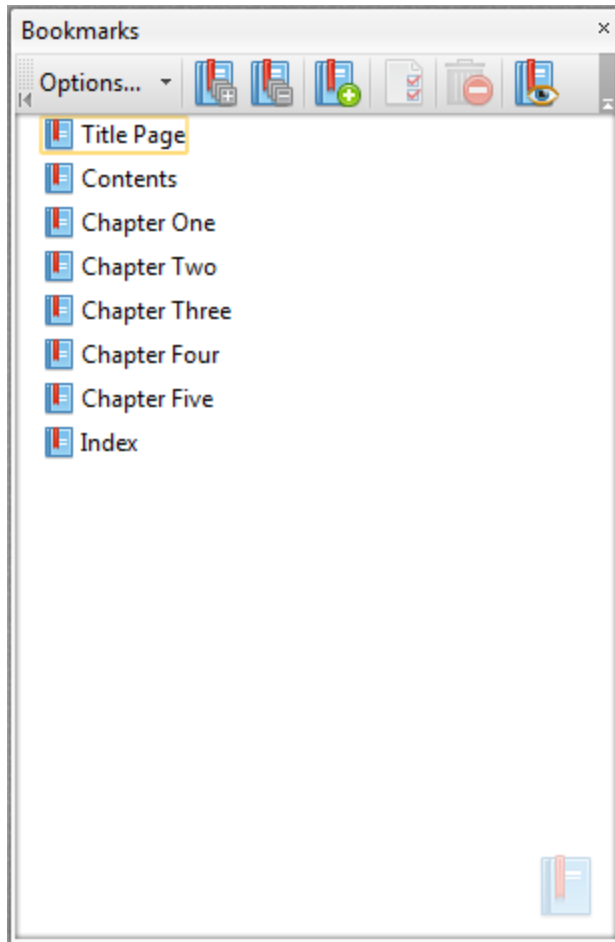 Bookmarks
Options...
Title Page
Contents
Chapter One
Chapter Two
Chapter Three
Chapter Four
Chapter Five
Index